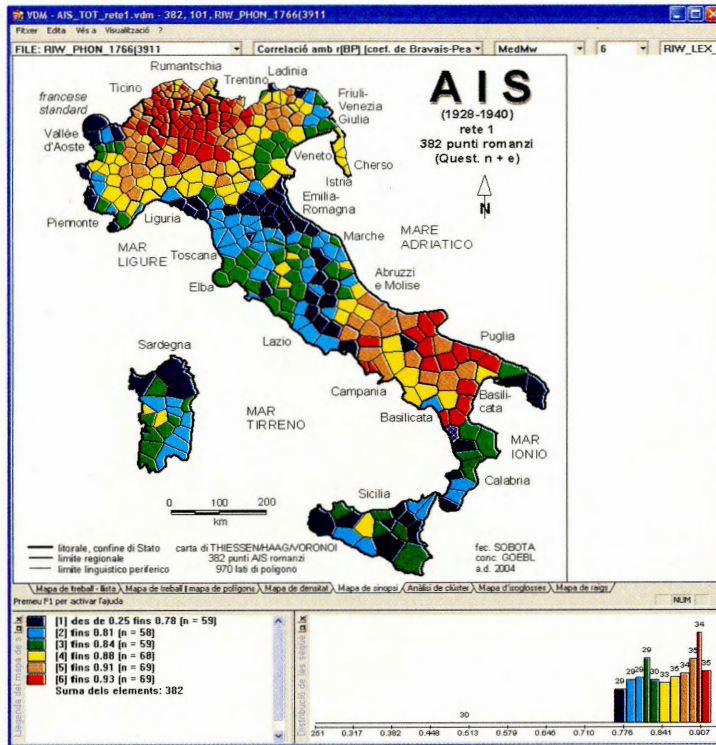 VDM - AIS_TOT_rete1.vdm - 382, 101, RIW_PHON_1766(3911
Fitxer Edita Vés a Visualització ?
FILE: RIW_PHON_1766(3911 Correlació amb r(BP) (coef. de Bravais-Pea MedMw 6 RIW_LEX_
Rumantschia
Ladinia
Ticino
Trentino
francese
standard
Friuli-
Venezia
Giulia
Vallée
d'Aoste
AIS
(1928-1940)
rete 1
382 punti romanzi
(Quest. n + e)
N
Veneto
Cherso
Istria
Piemonte
Liguria
Emilia-
Romagna
MAR
LIGURE
Marche
MARE
ADRIATICO
Toscana
Elba
Abruzzi
e Molise
Lazio
Puglia
Sardegna
Campania
Basili-
cata
Basilicata
MAR
TIRRENO
MAR
IONIO
Calabria
Sicilia
0 100 200
km
litorale, confine di Stato
limite regionale
limite linguistico periferico
carta di THIESSEN/HAAG/VORONOI
382 punti AIS romanzi
970 lati di poligono
fec. SOBOTA
conc. GOEBL
a.d. 2004
Mapa de treball - llista Mapa de treball i mapa de polígons Mapa de densitat Mapa de sinopsi Anàlisi de clúster Mapa d'isoglosses Mapa de raigs
Premeu F1 per activar l'ajuda NUM
Llegenda del mapa de s
[1] des de 0.25 fins 0.78 (n = 59)
[2] fins 0.81 (n = 58)
[3] fins 0.84 (n = 59)
[4] fins 0.88 (n = 68)
[5] fins 0.91 (n = 69)
[6] fins 0.93 (n = 69)
Suma dels elements: 382
Distribució de les seqüè
30 29 29 29 29 30 33 35 34 35 34 35
251 0.317 0.382 0.448 0.513 0.579 0.646 0.711 0.776 0.841 0.907